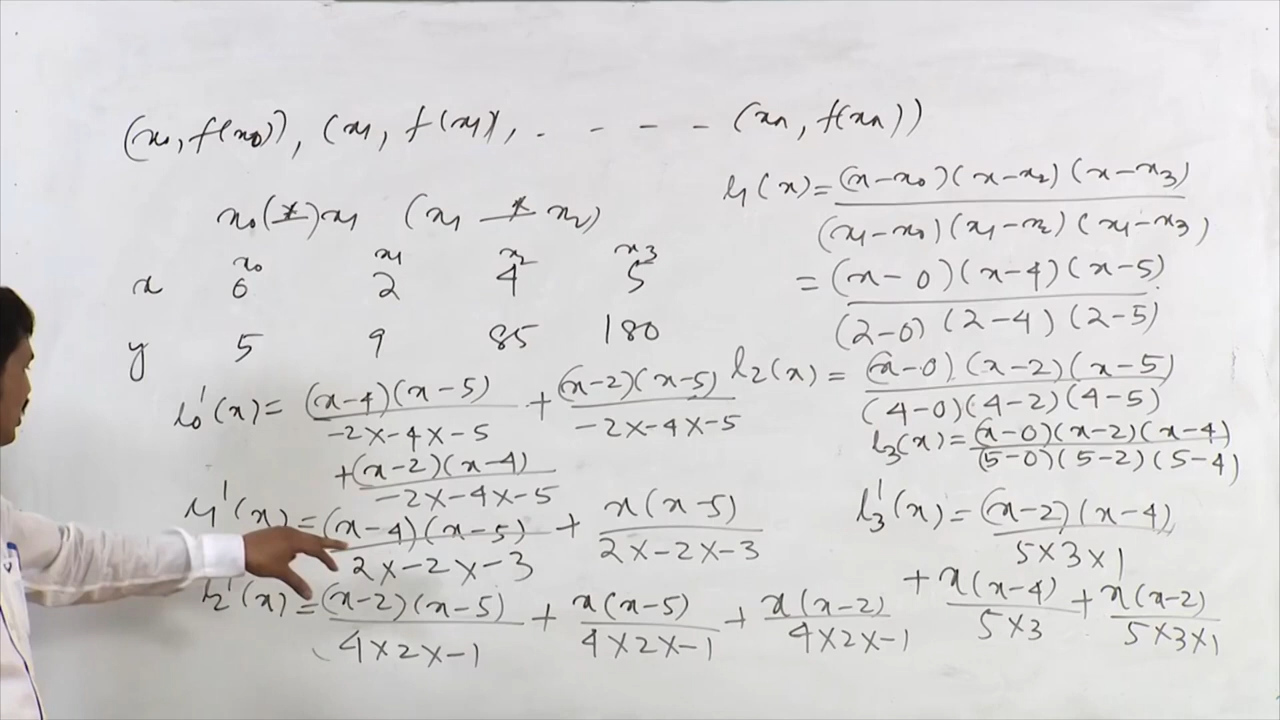 (x₀, f(x₀)), (x₁, f(x₁)), . - - - - (xₙ, f(xₙ))
x₀(x)x₁ (x₁ x x₂)
x₀ x₁ x₂ x₃
x 0 2 4 5
y 5 9 85 180
l₀'(x) = (x-4)(x-5)/-2×-4×-5 + (x-2)(x-5)/-2×-4×-5
+ (x-2)(x-4)/-2×-4×-5
l₁'(x) = (x-4)(x-5)/2×-2×-3 + x(x-5)/2×-2×-3
l₂'(x) = (x-2)(x-5)/4×2×-1 + x(x-5)/4×2×-1 + x(x-2)/4×2×-1
l₁(x) = (x-x₀)(x-x₂)(x-x₃)/(x₁-x₀)(x₁-x₂)(x₁-x₃)
= (x-0)(x-4)(x-5)/(2-0)(2-4)(2-5)
l₂(x) = (x-0)(x-2)(x-5)/(4-0)(4-2)(4-5)
l₃(x) = (x-0)(x-2)(x-4)/(5-0)(5-2)(5-4)
l₃'(x) = (x-2)(x-4)/5×3×1
+ x(x-4)/5×3 + x(x-2)/5×3×1